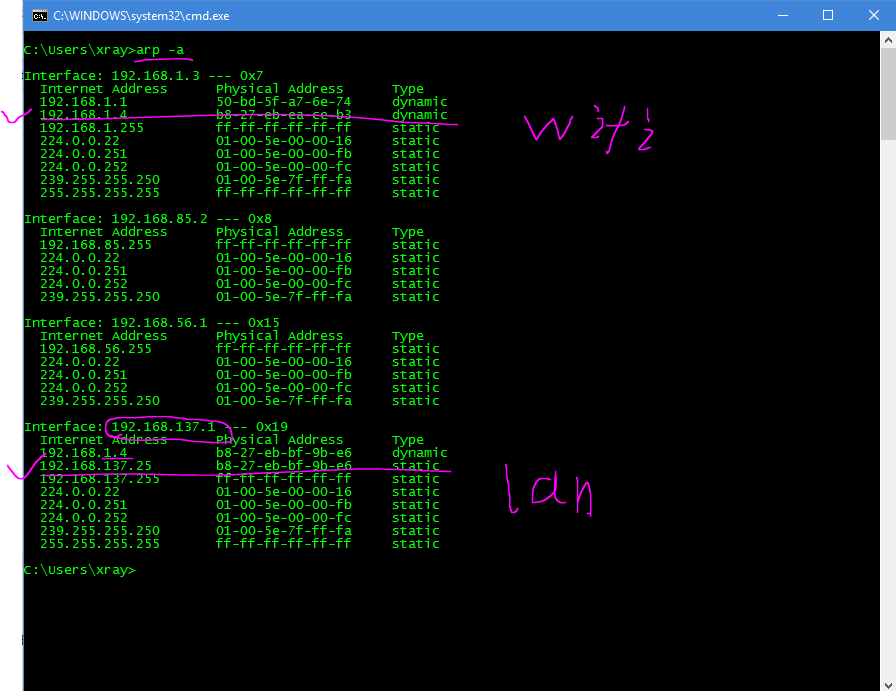 C:\WINDOWS\system32\cmd.exe
C:\Users\xray>arp -a
Interface: 192.168.1.3 --- 0x7
Internet Address Physical Address Type
192.168.1.1 50-bd-5f-a7-6e-74 dynamic
192.168.1.4 b8-27-eb-ea-ce-b3 dynamic
192.168.1.255 ff-ff-ff-ff-ff-ff static
224.0.0.22 01-00-5e-00-00-16 static
224.0.0.251 01-00-5e-00-00-fb static
224.0.0.252 01-00-5e-00-00-fc static
239.255.255.250 01-00-5e-7f-ff-fa static
255.255.255.255 ff-ff-ff-ff-ff-ff static
wifi
Interface: 192.168.85.2 --- 0x8
Internet Address Physical Address Type
192.168.85.255 ff-ff-ff-ff-ff-ff static
224.0.0.22 01-00-5e-00-00-16 static
224.0.0.251 01-00-5e-00-00-fb static
224.0.0.252 01-00-5e-00-00-fc static
239.255.255.250 01-00-5e-7f-ff-fa static
Interface: 192.168.56.1 --- 0x15
Internet Address Physical Address Type
192.168.56.255 ff-ff-ff-ff-ff-ff static
224.0.0.22 01-00-5e-00-00-16 static
224.0.0.251 01-00-5e-00-00-fb static
224.0.0.252 01-00-5e-00-00-fc static
239.255.255.250 01-00-5e-7f-ff-fa static
Interface: 192.168.137.1 --- 0x19
Internet Address Physical Address Type
192.168.1.4 b8-27-eb-bf-9b-e6 dynamic
192.168.137.25 b8-27-eb-bf-9b-e6 static
192.168.137.255 ff-ff-ff-ff-ff-ff static
224.0.0.22 01-00-5e-00-00-16 static
224.0.0.251 01-00-5e-00-00-fb static
224.0.0.252 01-00-5e-00-00-fc static
239.255.255.250 01-00-5e-7f-ff-fa static
255.255.255.255 ff-ff-ff-ff-ff-ff static
lan
C:\Users\xray>